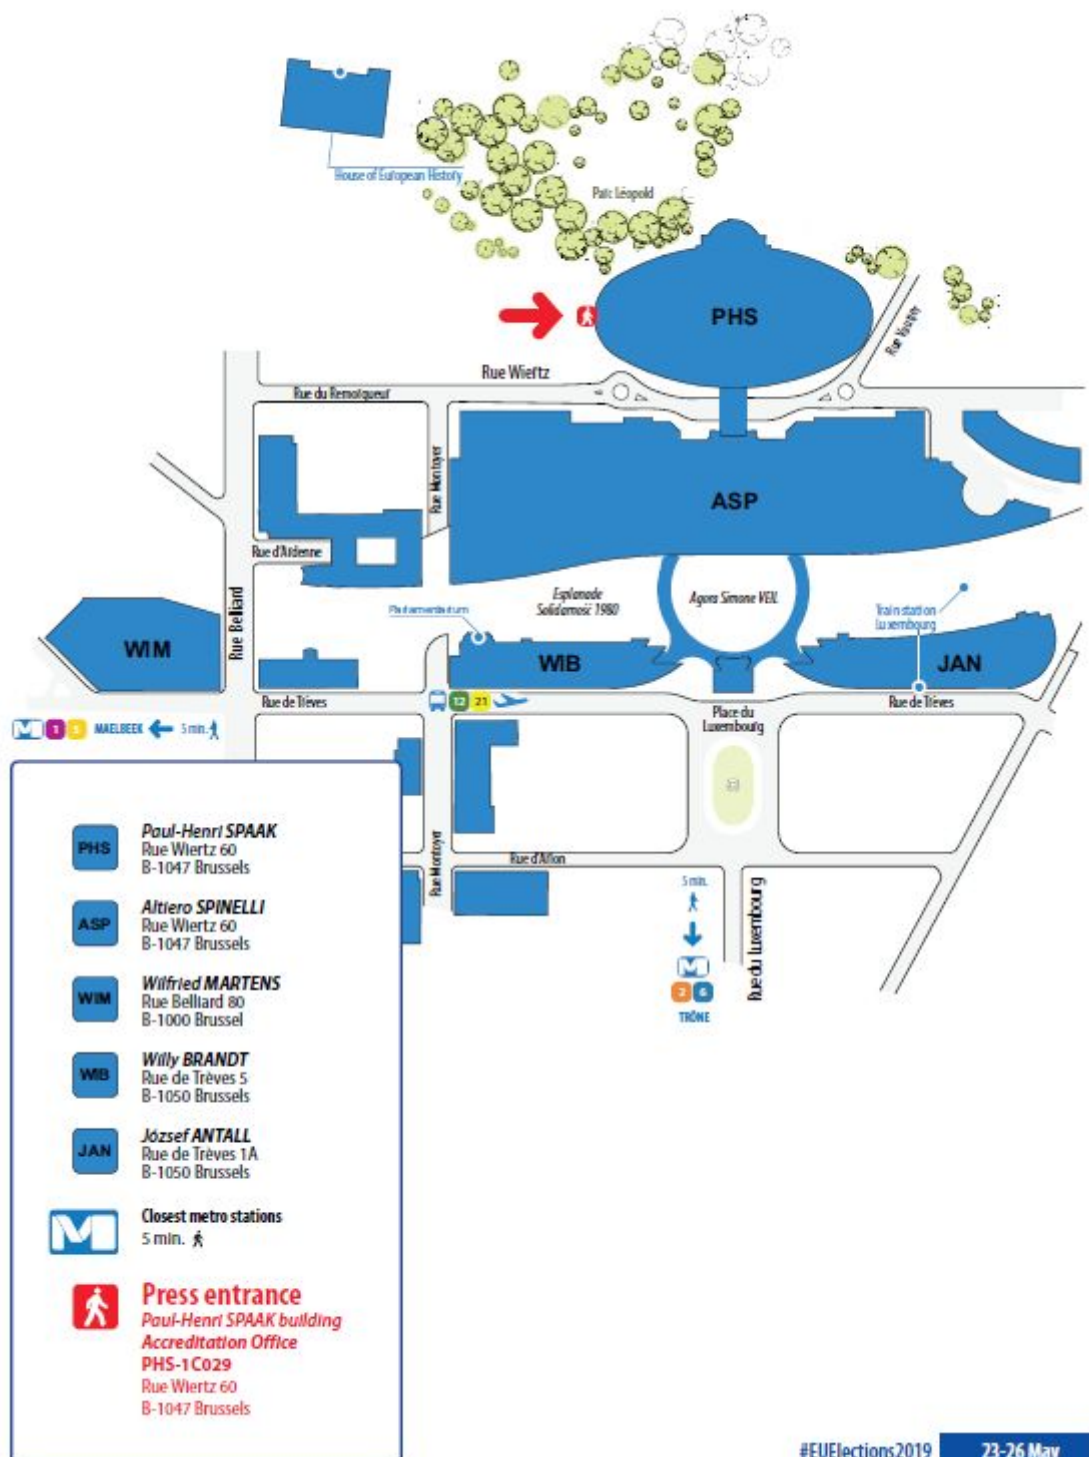 House of European History
Parc Léopold
PHS
Rue Vautier
Rue Wiertz
Rue du Remorqueur
Rue Montoyer
ASP
Rue d'Ardenne
Rue Belliard
Esplanade
Solidarność 1980
Agora Simone VEIL
Parlamentarium
Train station
Luxembourg
WIM
WIB
JAN
Rue de Trèves
12 21
Rue de Trèves
Place du
Luxembourg
M 1 5 MAELBEEK 5 min.
Rue Montoyer
Rue d'Arlon
5 min.
M
2 6
TRÔNE
Rue du Luxembourg
PHS
Paul-Henri SPAAK
Rue Wiertz 60
B-1047 Brussels
ASP
Altiero SPINELLI
Rue Wiertz 60
B-1047 Brussels
WIM
Wilfried MARTENS
Rue Belliard 80
B-1000 Brussel
WIB
Willy BRANDT
Rue de Trèves 5
B-1050 Brussels
JAN
József ANTALL
Rue de Trèves 1A
B-1050 Brussels
M
Closest metro stations
5 min.
Press entrance
Paul-Henri SPAAK building
Accreditation Office
PHS-1C029
Rue Wiertz 60
B-1047 Brussels
#EUElections2019
23-26 May